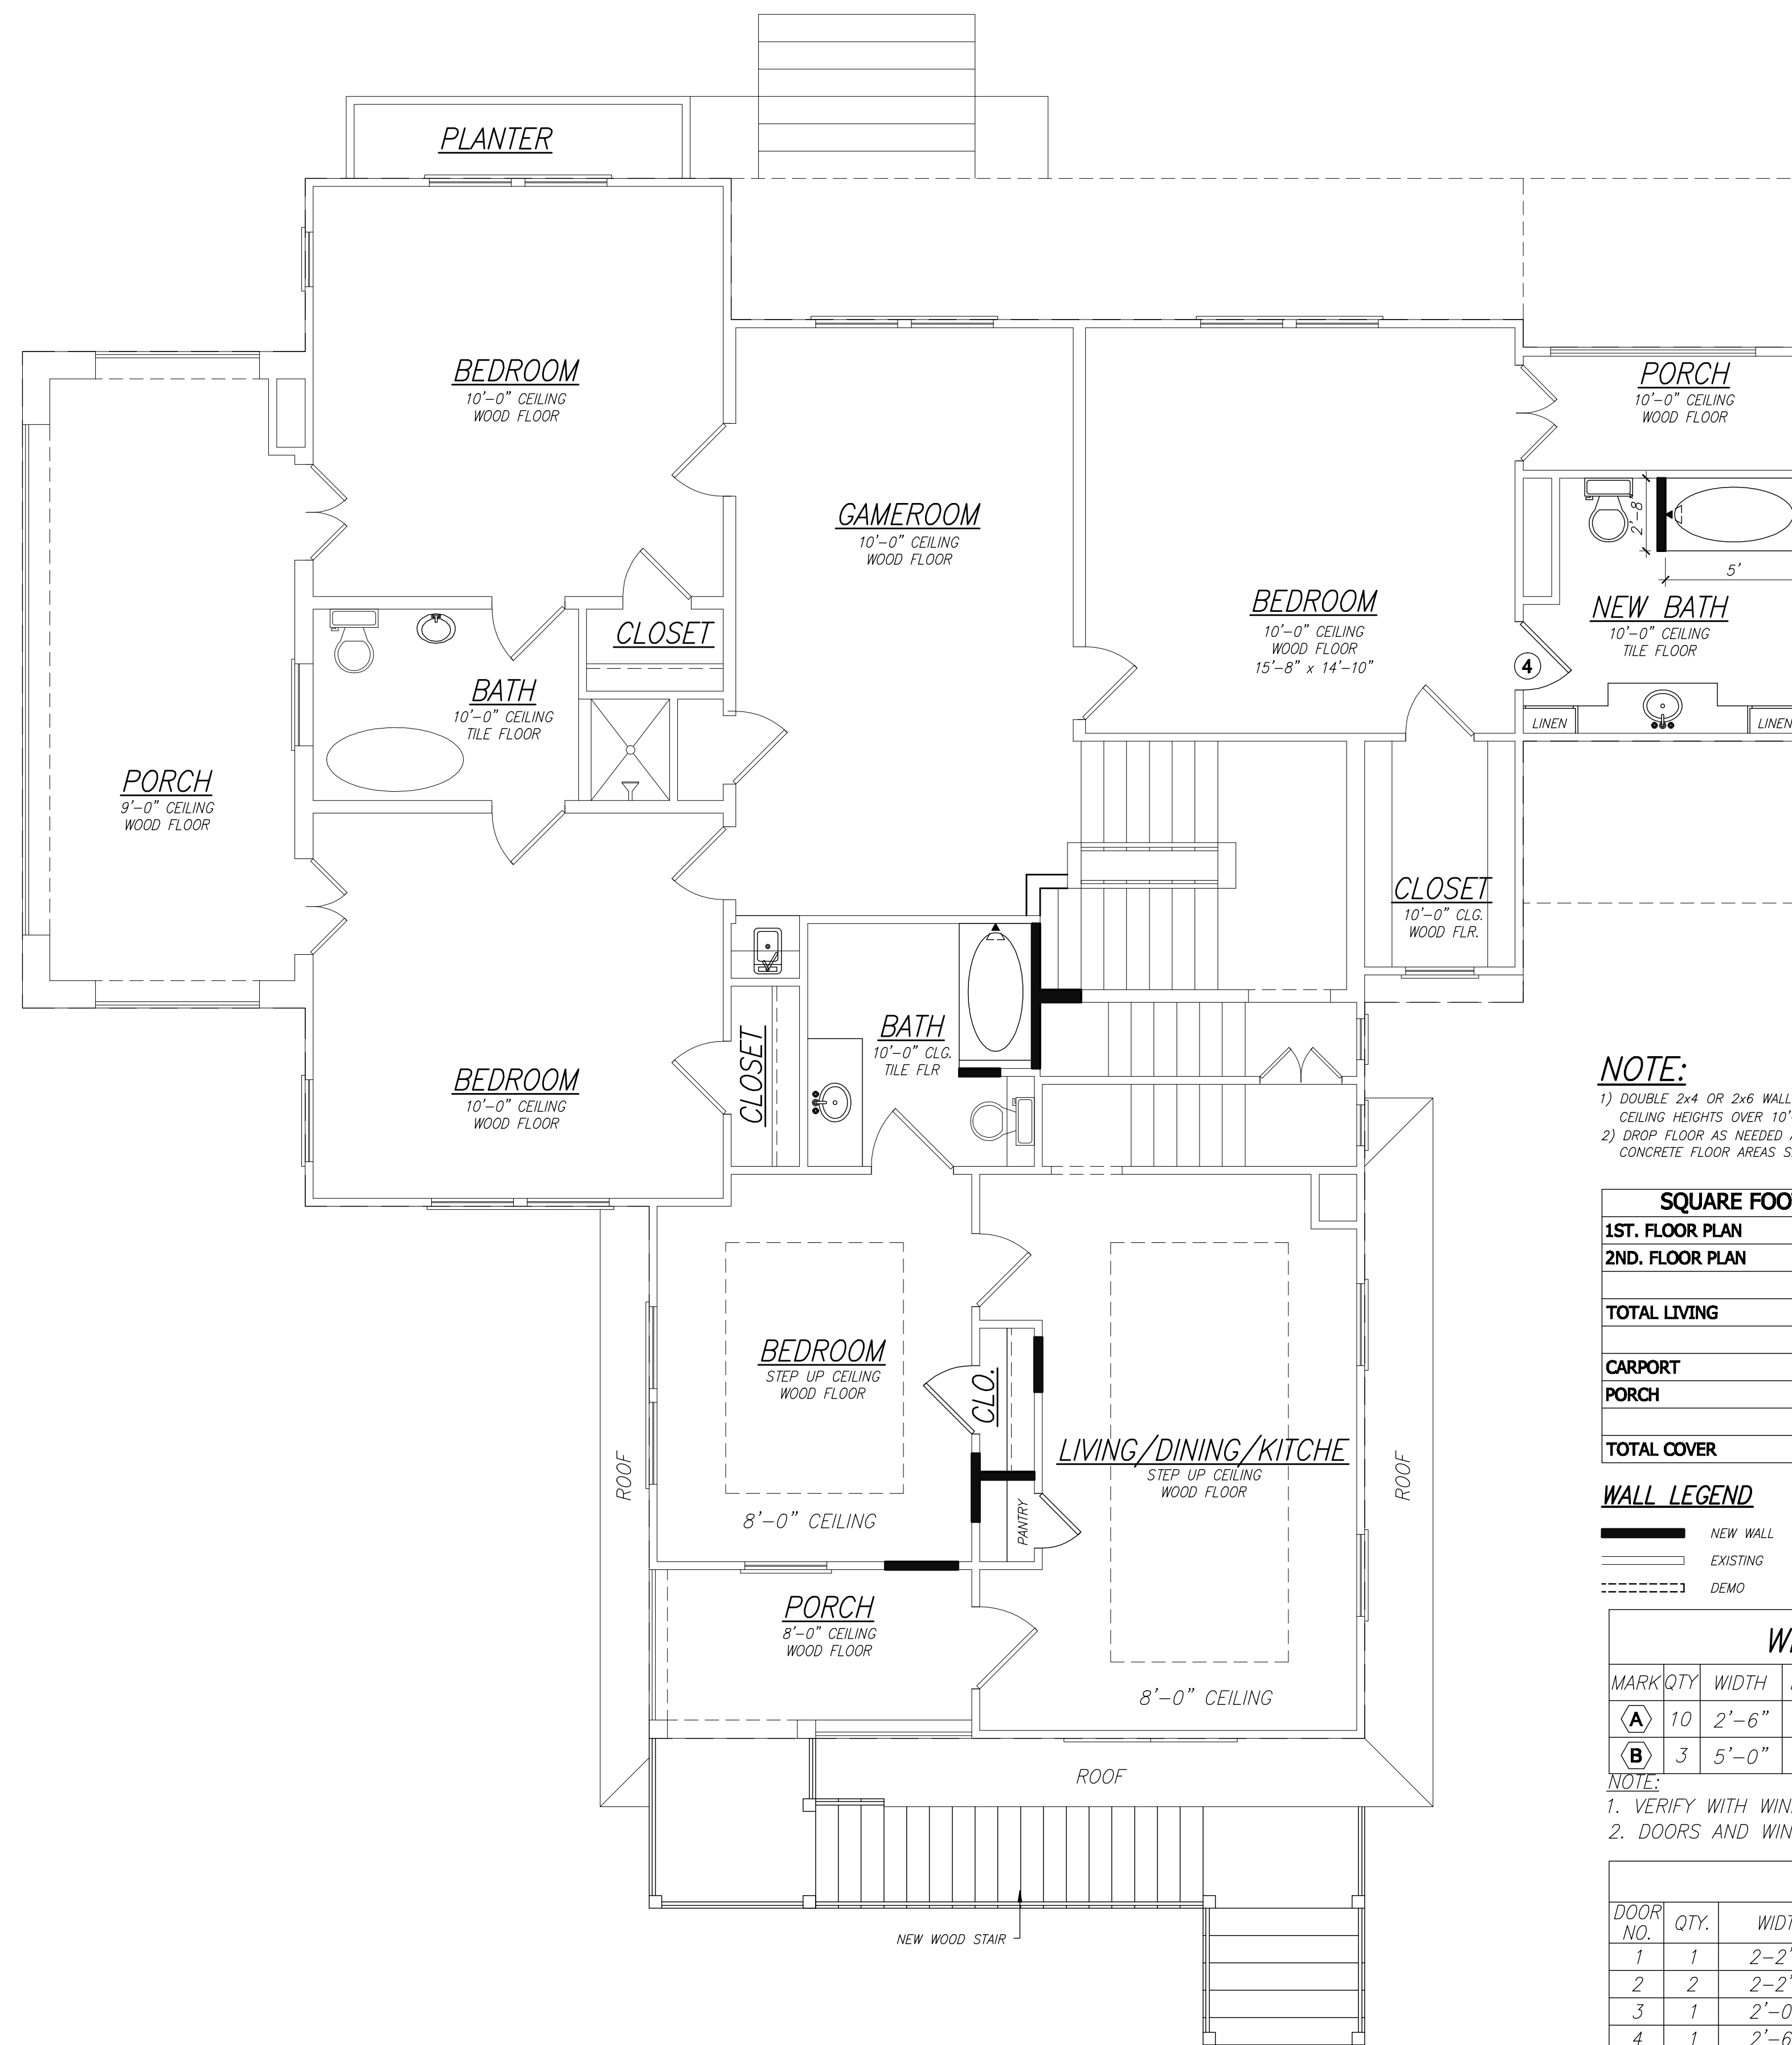 PLANTER
BEDROOM
10'-0" CEILING
WOOD FLOOR
PORCH
10'-0" CEILING
WOOD FLOOR
GAMEROOM
10'-0" CEILING
WOOD FLOOR
2'-8"
5'
BEDROOM
10'-0" CEILING
WOOD FLOOR
15'-8" x 14'-10"
NEW BATH
10'-0" CEILING
TILE FLOOR
4
LINEN
LINEN
CLOSET
BATH
10'-0" CEILING
TILE FLOOR
PORCH
9'-0" CEILING
WOOD FLOOR
CLOSET
10'-0" CLG.
WOOD FLR.
BATH
10'-0" CLG.
TILE FLR
CLOSET
BEDROOM
10'-0" CEILING
WOOD FLOOR
BEDROOM
STEP UP CEILING
WOOD FLOOR
8'-0" CEILING
CLO.
LIVING/DINING/KITCHE
STEP UP CEILING
WOOD FLOOR
PANTRY
ROOF
ROOF
PORCH
8'-0" CEILING
WOOD FLOOR
8'-0" CEILING
ROOF
NEW WOOD STAIR
NOTE:
1) DOUBLE 2x4 OR 2x6 WALL
CEILING HEIGHTS OVER 10'
2) DROP FLOOR AS NEEDED
CONCRETE FLOOR AREAS
SQUARE
1ST. FLOOR PLAN
2ND. FLOOR PLAN
TOTAL LIVING
CARPORT
PORCH
TOTAL COVER
WALL LEGEND
NEW WALL
EXISTING
DEMO
MARK QTY WIDTH
A 10 2'-6"
B 3 5'-0"
NOTE:
1. VERIFY WITH
2. DOORS AND
DOOR NO. QTY.
1 1 2-2'
2 2 2-2'
3 1 2'-0
4 1 2'-6